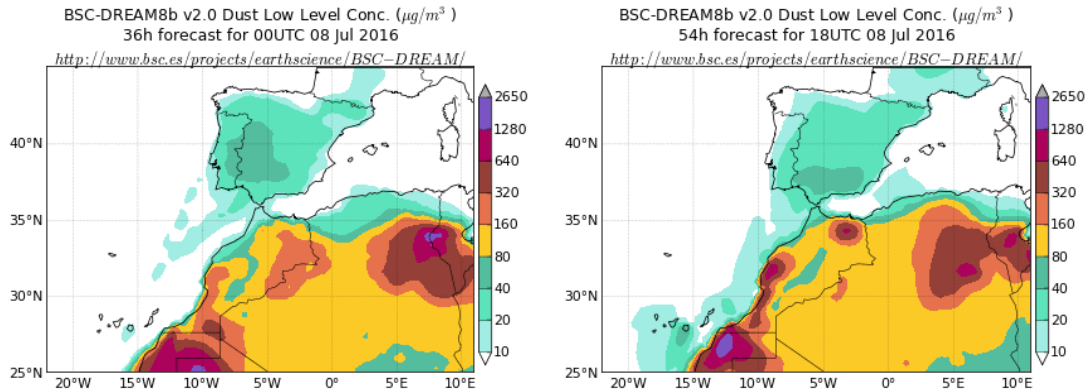 BSC-DREAM8b v2.0 Dust Low Level Conc. (μg/m³ )
36h forecast for 00UTC 08 Jul 2016
http://www.bsc.es/projects/earthscience/BSC−DREAM/
40°N
35°N
30°N
25°N
20°W 15°W 10°W 5°W 0° 5°E 10°E
2650
1280
640
320
160
80
40
20
10
BSC-DREAM8b v2.0 Dust Low Level Conc. (μg/m³ )
54h forecast for 18UTC 08 Jul 2016
http://www.bsc.es/projects/earthscience/BSC−DREAM/
40°N
35°N
30°N
25°N
20°W 15°W 10°W 5°W 0° 5°E 10°E
2650
1280
640
320
160
80
40
20
10